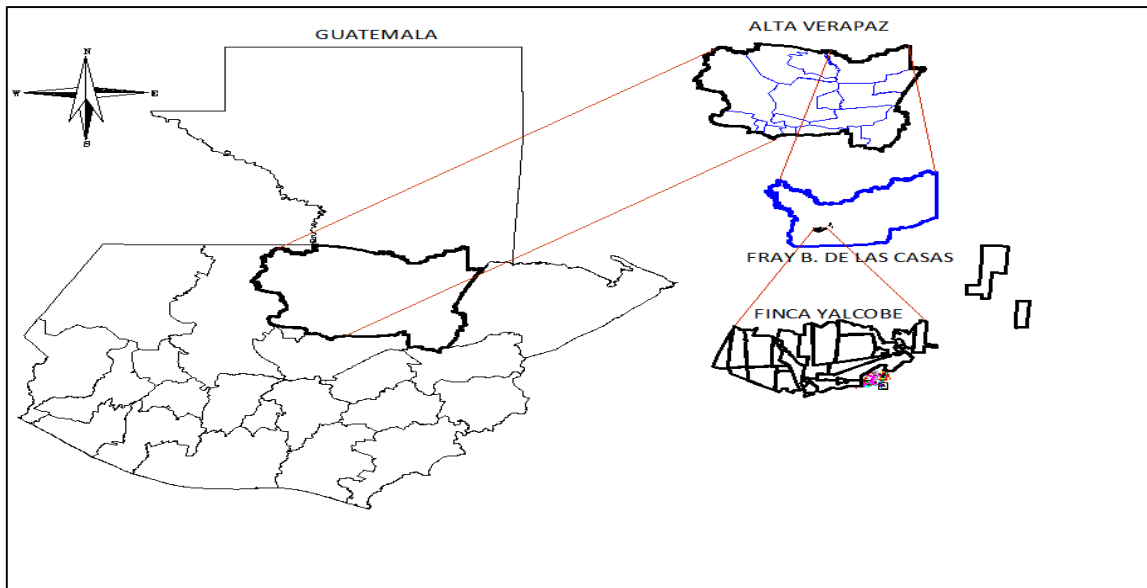 GUATEMALA
ALTA VERAPAZ
N
W
E
S
FRAY B. DE LAS CASAS
FINCA YALCOBE